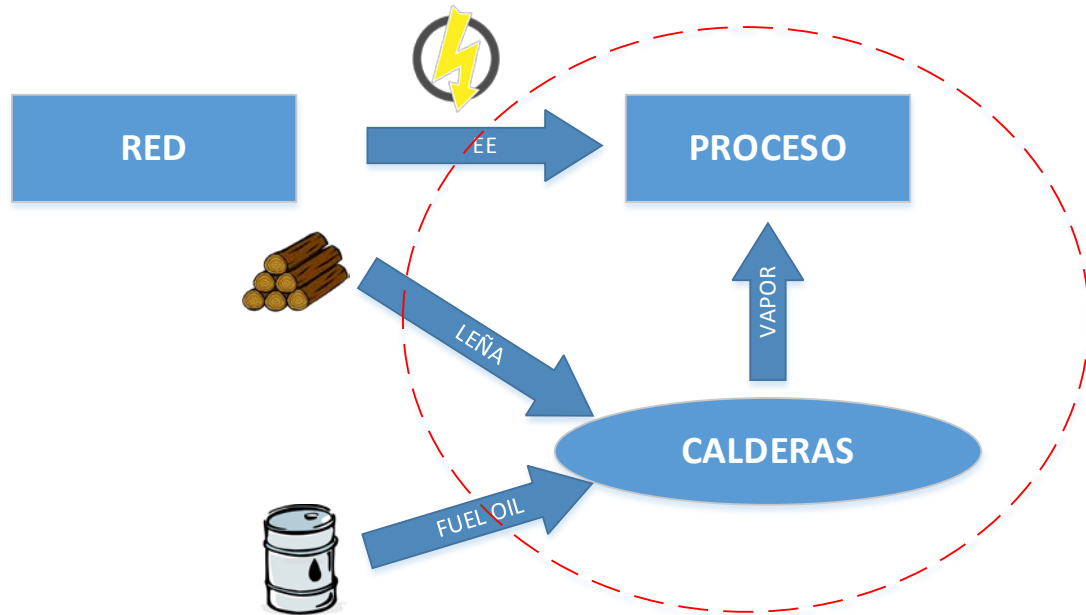 RED
EE
PROCESO
LEÑA
VAPOR
CALDERAS
FUEL OIL